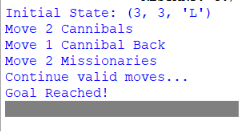 Initial State: (3, 3, 'L')
Move 2 Cannibals
Move 1 Cannibal Back
Move 2 Missionaries
Continue valid moves...
Goal Reached!